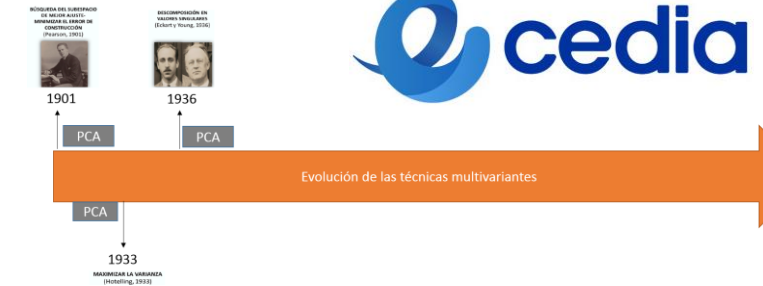 BÚSQUEDA DEL SUBESPACIO
DE MEJOR AJUSTE-
MINIMIZAR EL ERROR DE
CONSTRUCCIÓN
(Pearson, 1901)
DESCOMPOSICIÓN EN
VALORES SINGULARES
(Eckart y Young, 1936)
cedia
1901
1936
PCA
PCA
Evolución de las técnicas multivariantes
PCA
1933
MAXIMIZAR LA VARIANZA
(Hotelling, 1933)